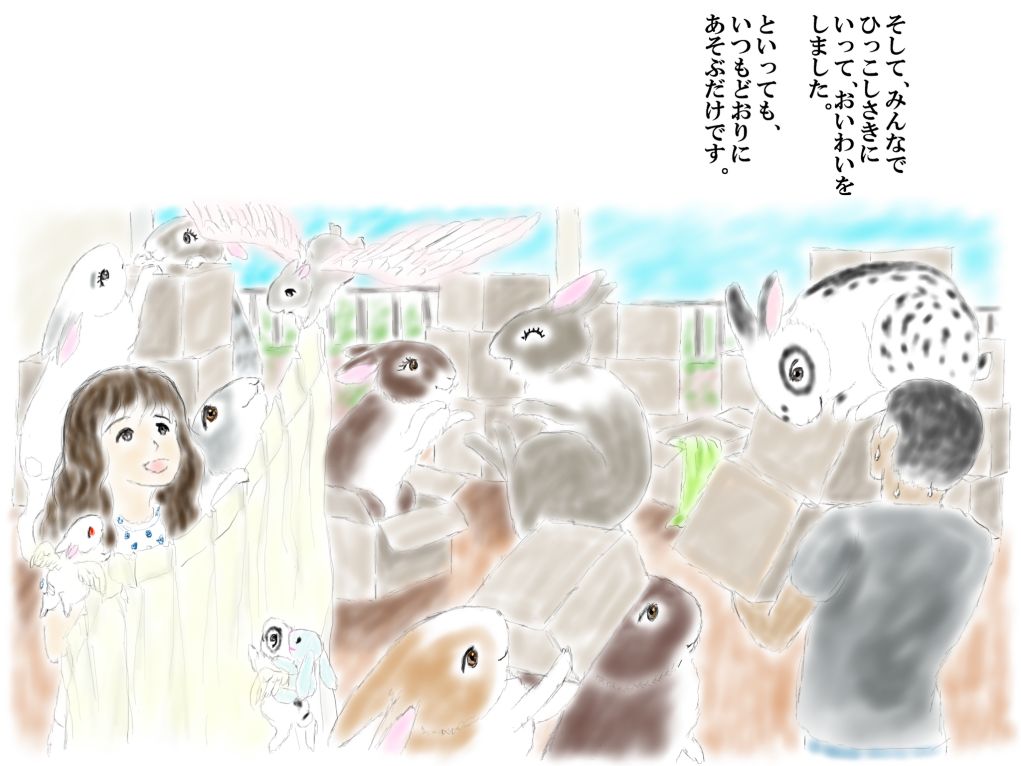 そして、みんなで
ひっこしさきに
いって、おいわいを
しました。
といっても、
いつもどおりに
あそぶだけです。